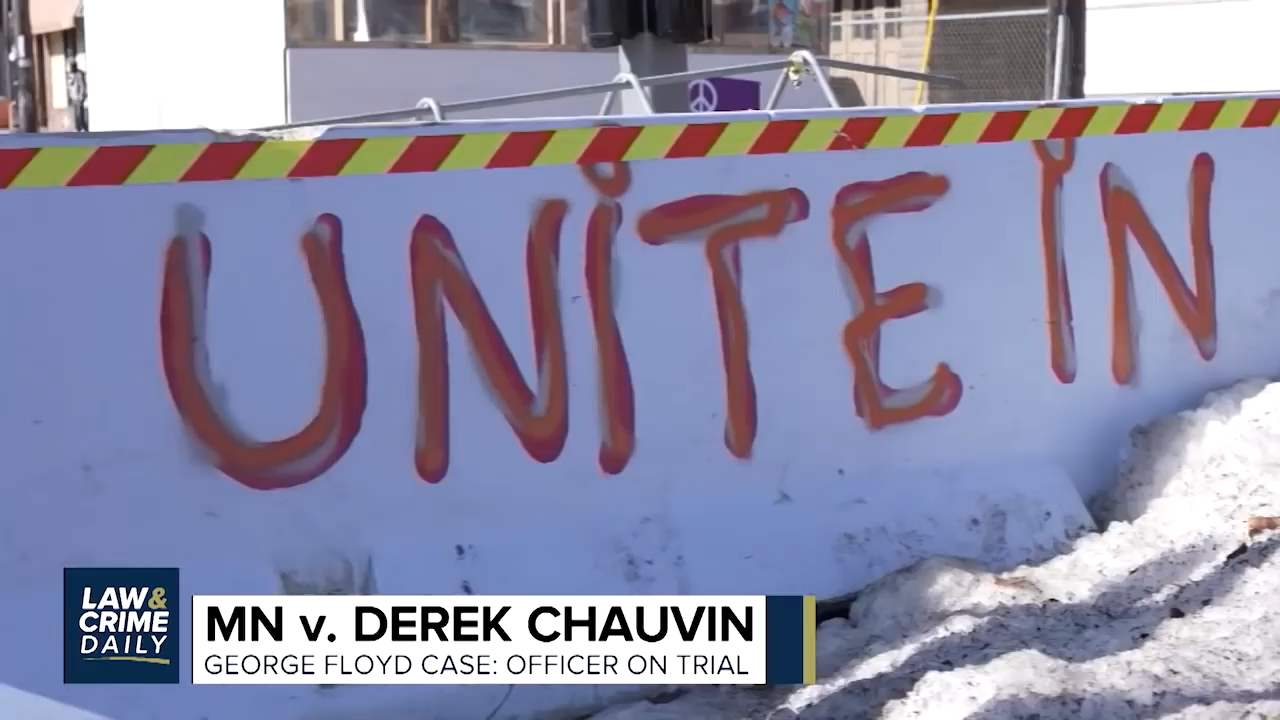 UNiTE IN
LAW&
CRIME
DAILY
MN v. DEREK CHAUVIN
GEORGE FLOYD CASE: OFFICER ON TRIAL